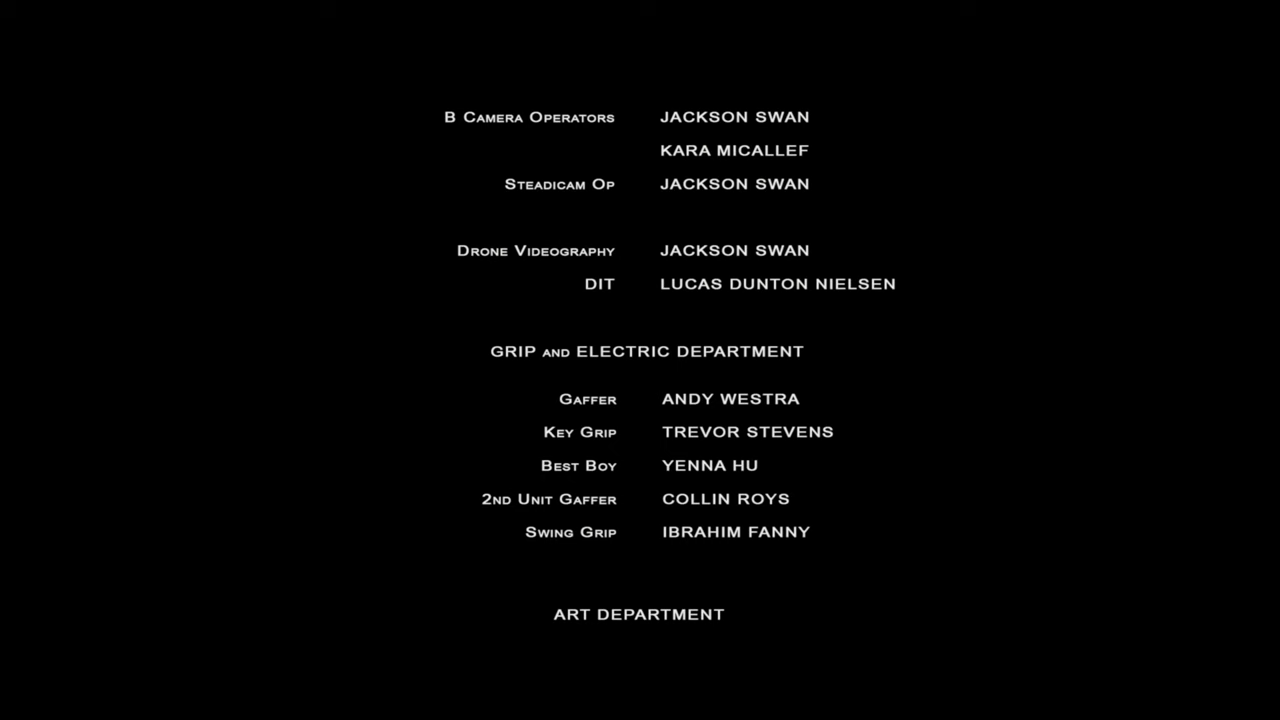 B Camera Operators JACKSON SWAN
KARA MICALLEF
Steadicam Op JACKSON SWAN
Drone Videography JACKSON SWAN
DIT LUCAS DUNTON NIELSEN
GRIP AND ELECTRIC DEPARTMENT
Gaffer ANDY WESTRA
Key Grip TREVOR STEVENS
Best Boy YENNA HU
2nd Unit Gaffer COLLIN ROYS
Swing Grip IBRAHIM FANNY
ART DEPARTMENT